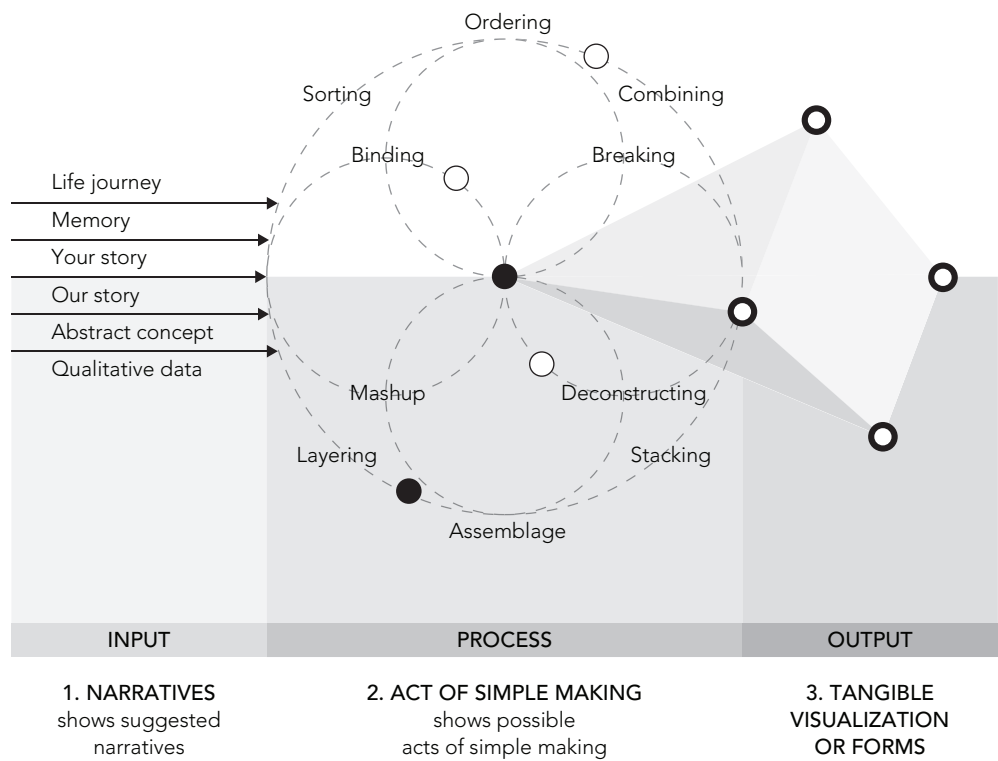 Ordering
Sorting
Combining
Binding
Breaking
Life journey
Memory
Your story
Our story
Abstract concept
Qualitative data
Mashup
Deconstructing
Layering
Stacking
Assemblage
INPUT
PROCESS
OUTPUT
1. NARRATIVES
shows suggested
narratives
2. ACT OF SIMPLE MAKING
shows possible
acts of simple making
3. TANGIBLE
VISUALIZATION
OR FORMS